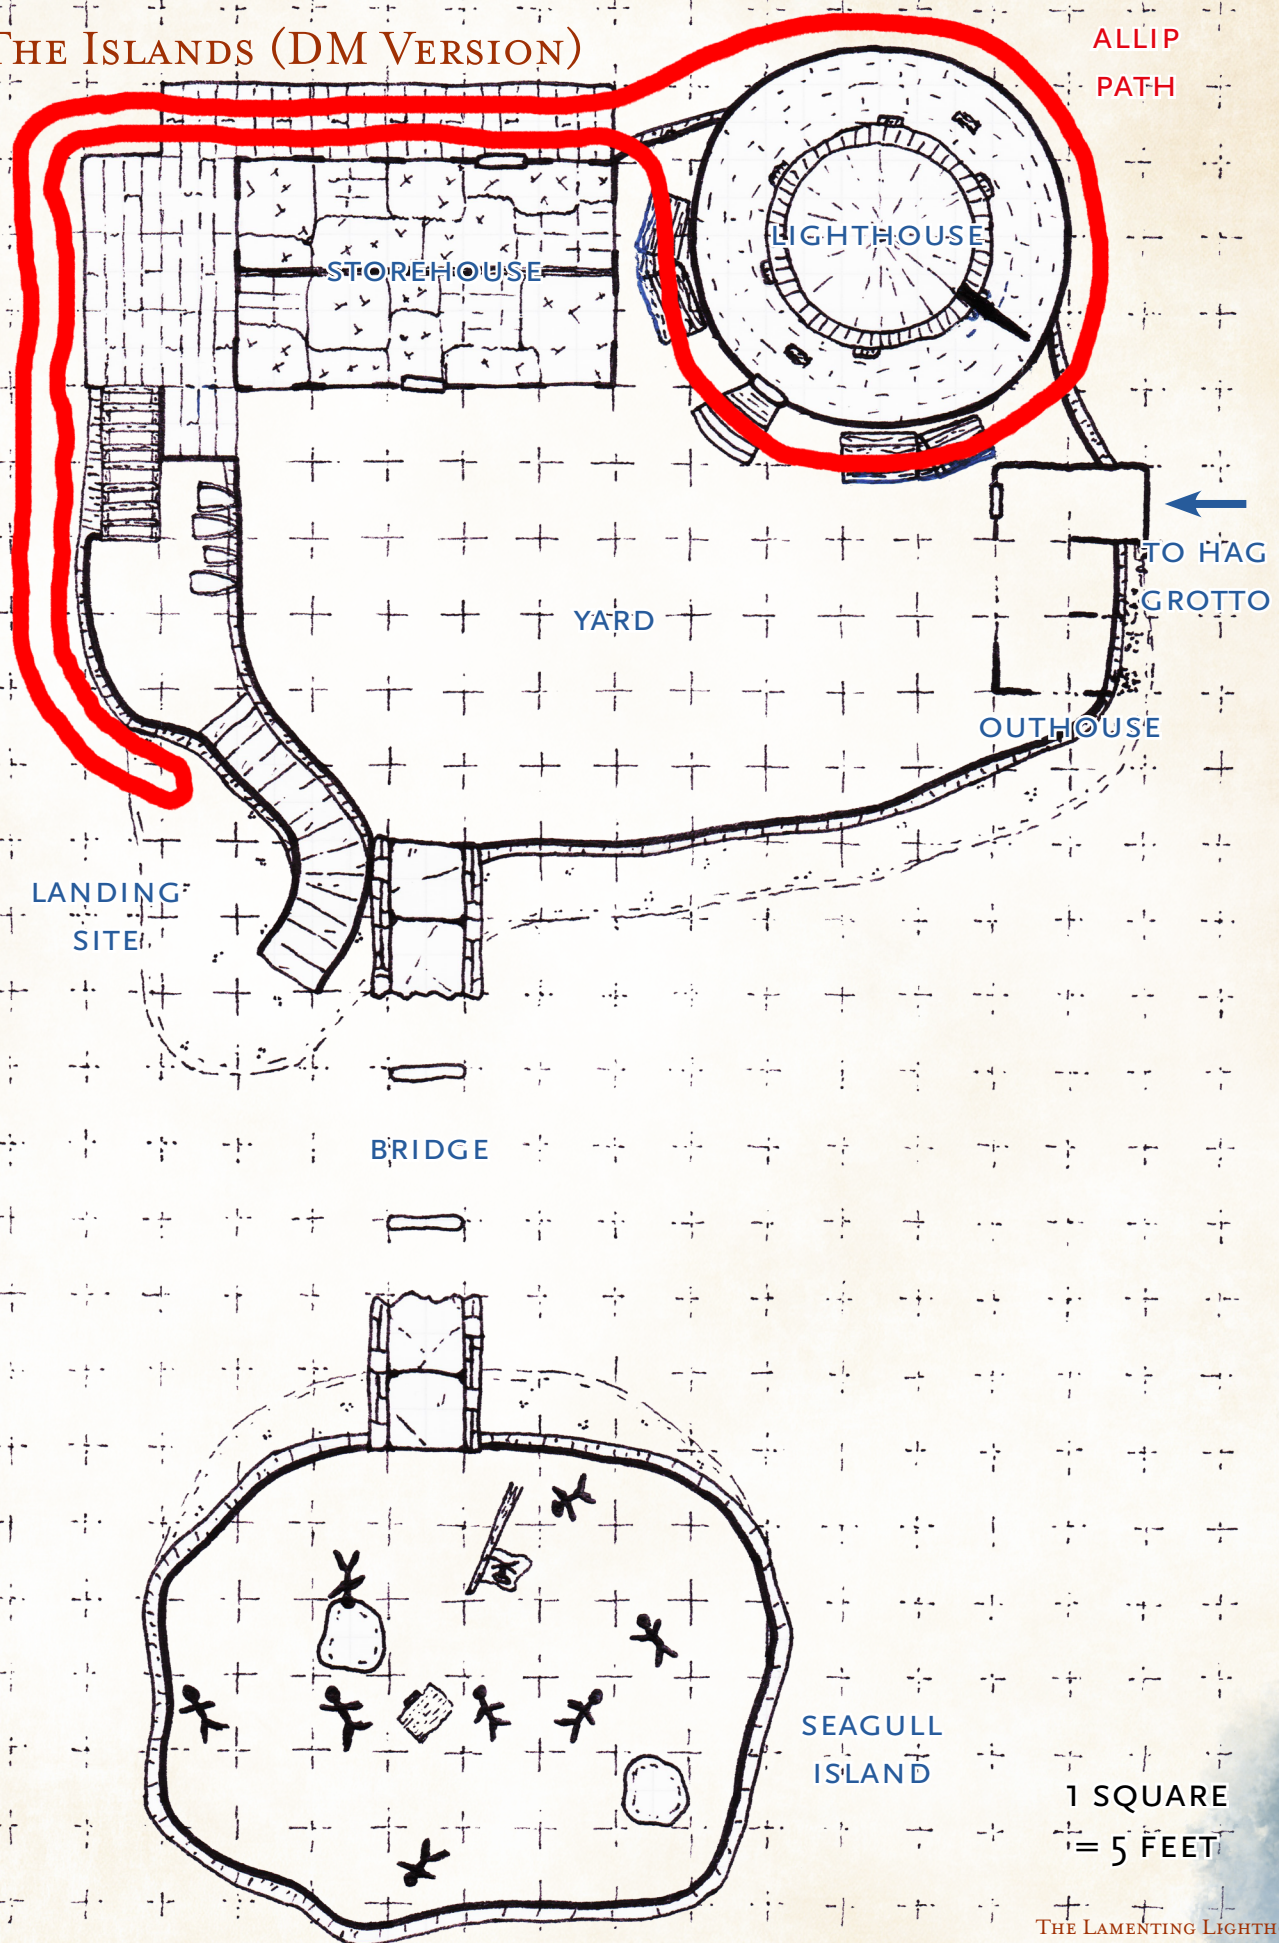 The Islands (DM Version)
ALLIP
PATH
LIGHTHOUSE
STOREHOUSE
TO HAG
GROTTO
YARD
OUTHOUSE
LANDING
SITE
BRIDGE
SEAGULL
ISLAND
1 SQUARE
= 5 FEET
The Lamenting Lighth